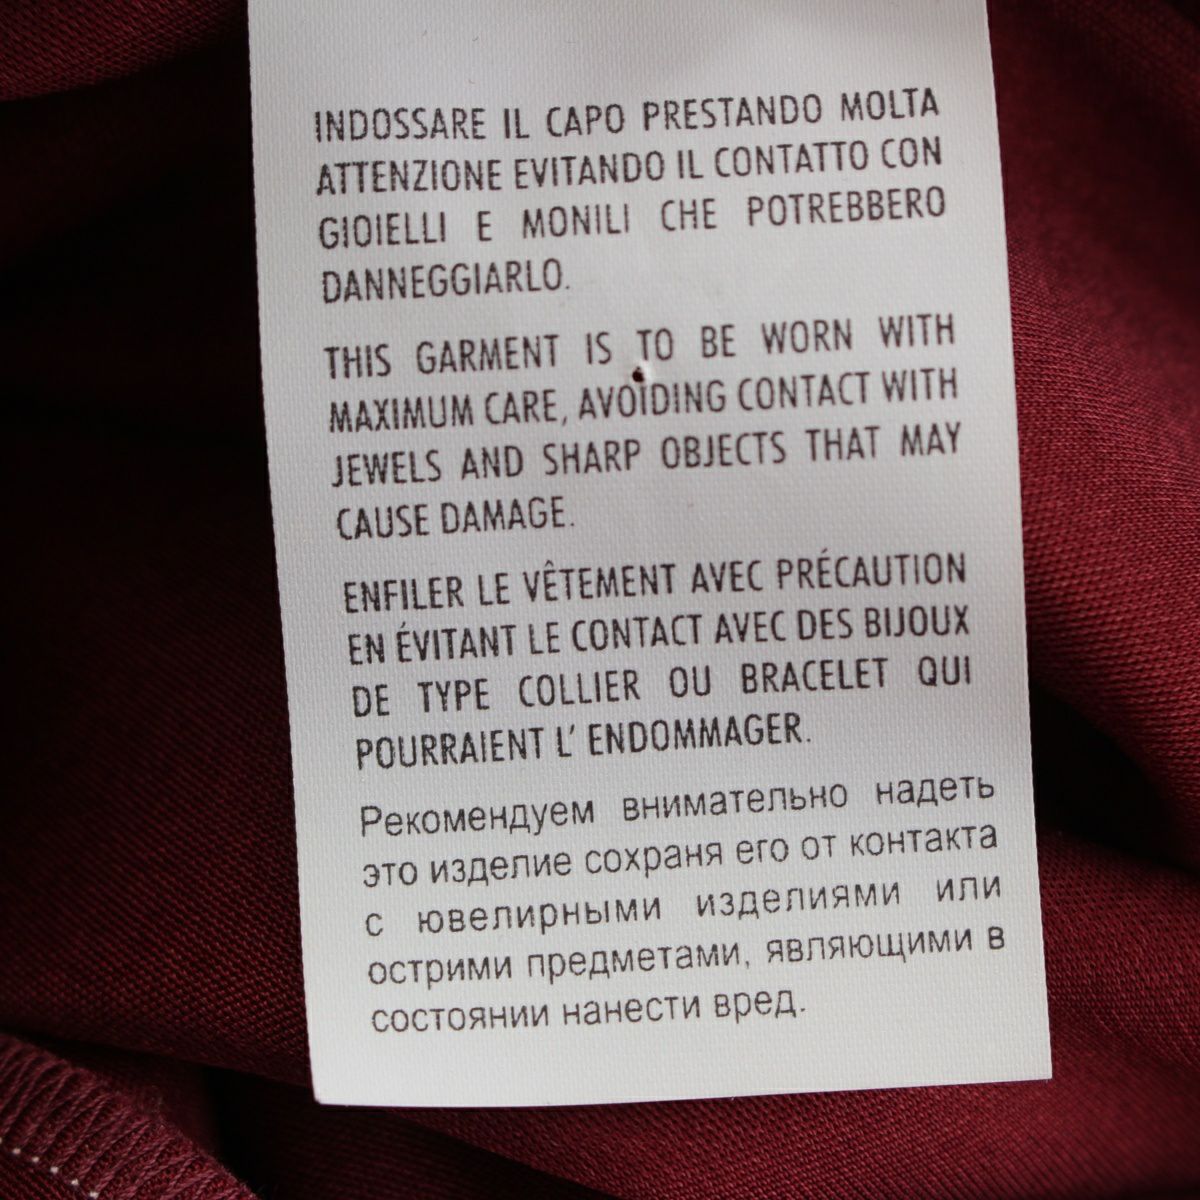 INDOSSARE IL CAPO PRESTANDO MOLTA
ATTENZIONE EVITANDO IL CONTATTO CON
GIOIELLI E MONILI CHE POTREBBERO
DANNEGGIARLO.
THIS GARMENT IS TO BE WORN WITH
MAXIMUM CARE, AVOIDING CONTACT WITH
JEWELS AND SHARP OBJECTS THAT MAY
CAUSE DAMAGE.
ENFILER LE VÊTEMENT AVEC PRÉCAUTION
EN ÉVITANT LE CONTACT AVEC DES BIJOUX
DE TYPE COLLIER OU BRACELET QUI
POURRAIENT L' ENDOMMAGER.
Рекомендуем внимательно надеть
это изделие сохраня его от контакта
с ювелирными изделиями или
острими предметами, являющими в
состоянии нанести вред.